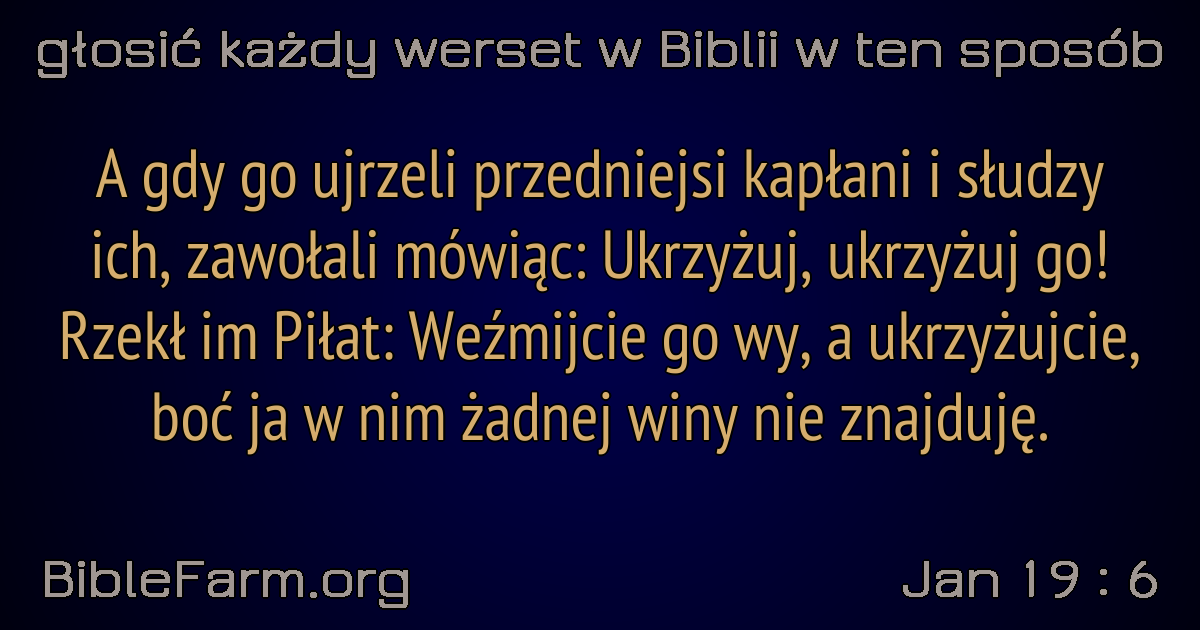 głosić każdy werset w Biblii w ten sposób
A gdy go ujrzeli przedniejsi kapłani i słudzy
ich, zawołali mówiąc: Ukrzyżuj, ukrzyżuj go!
Rzekł im Piłat: Weźmijcie go wy, a ukrzyżujcie,
boć ja w nim żadnej winy nie znajduję.
BibleFarm.org
Jan 19 : 6